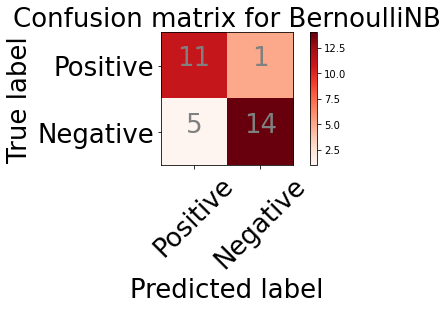 Confusion matrix for BernoulliNB
True label
Positive
Negative
11 1
5 14
12.5
10.0
7.5
5.0
2.5
Positive
Negative
Predicted label